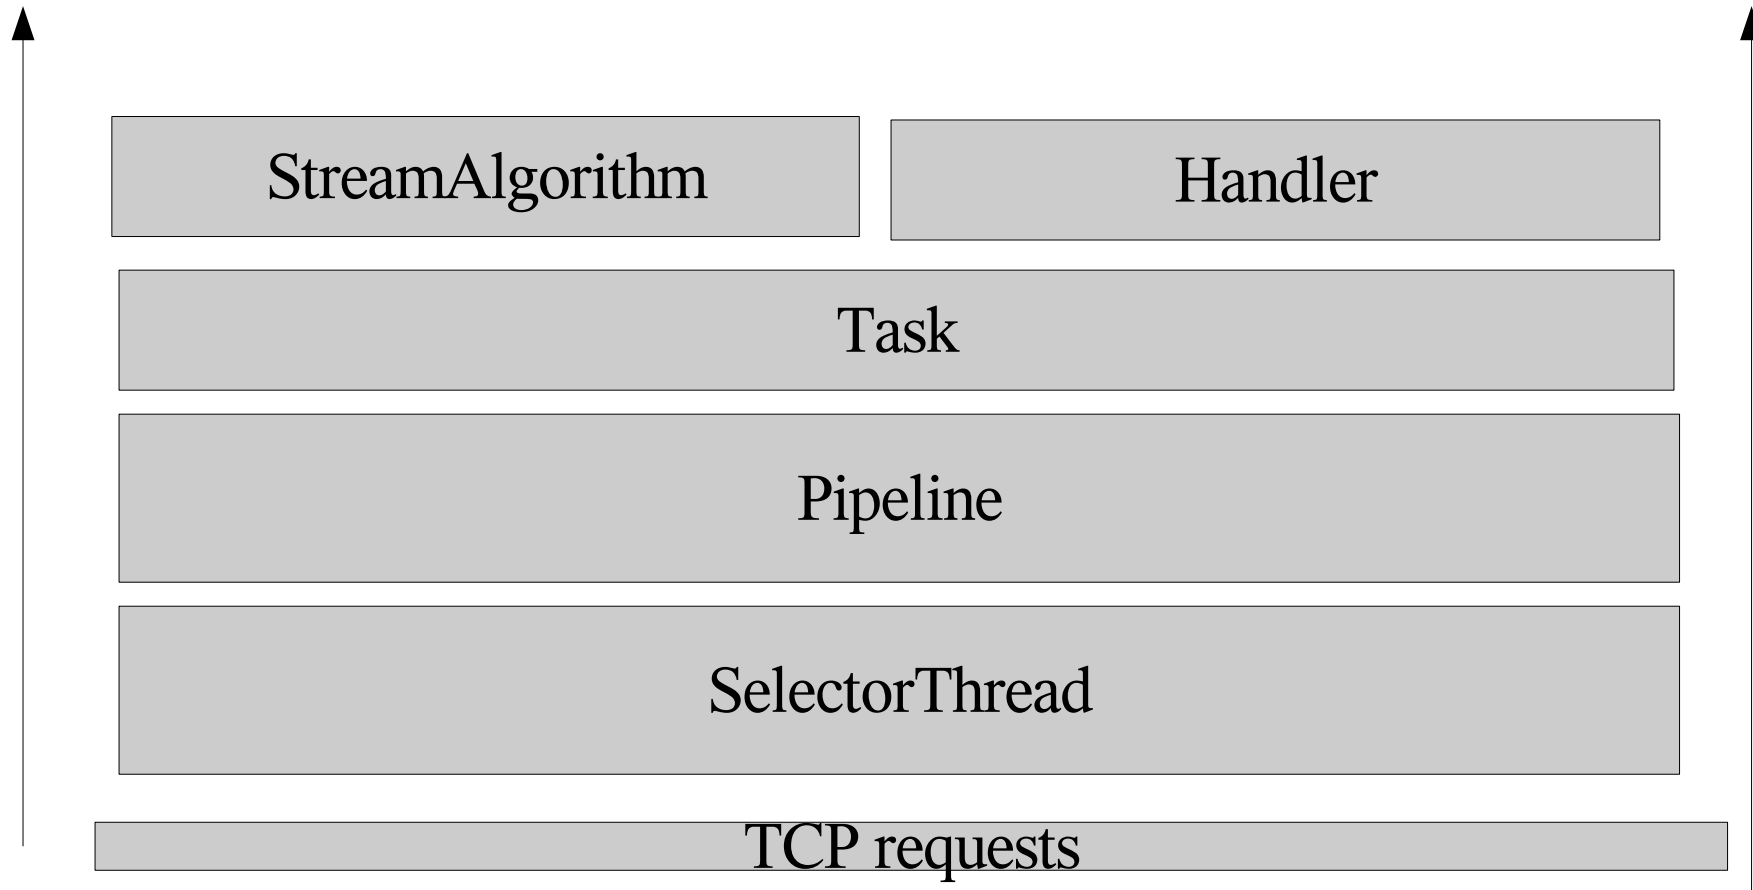 StreamAlgorithm
Handler
Task
Pipeline
SelectorThread
TCP requests